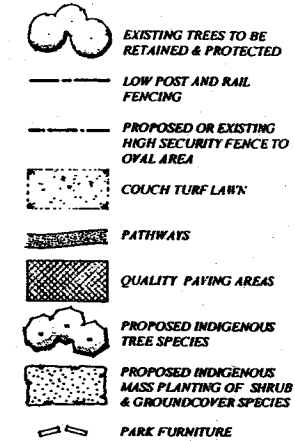 EXISTING TREES TO BE
RETAINED & PROTECTED
LOW POST AND RAIL
FENCING
PROPOSED OR EXISTING
HIGH SECURITY FENCE TO
OVAL AREA
COUCH TURF LAWN
PATHWAYS
QUALITY PAVING AREAS
PROPOSED INDIGENOUS
TREE SPECIES
PROPOSED INDIGENOUS
MASS PLANTING OF SHRUB
& GROUNDCOVER SPECIES
PARK FURNITURE